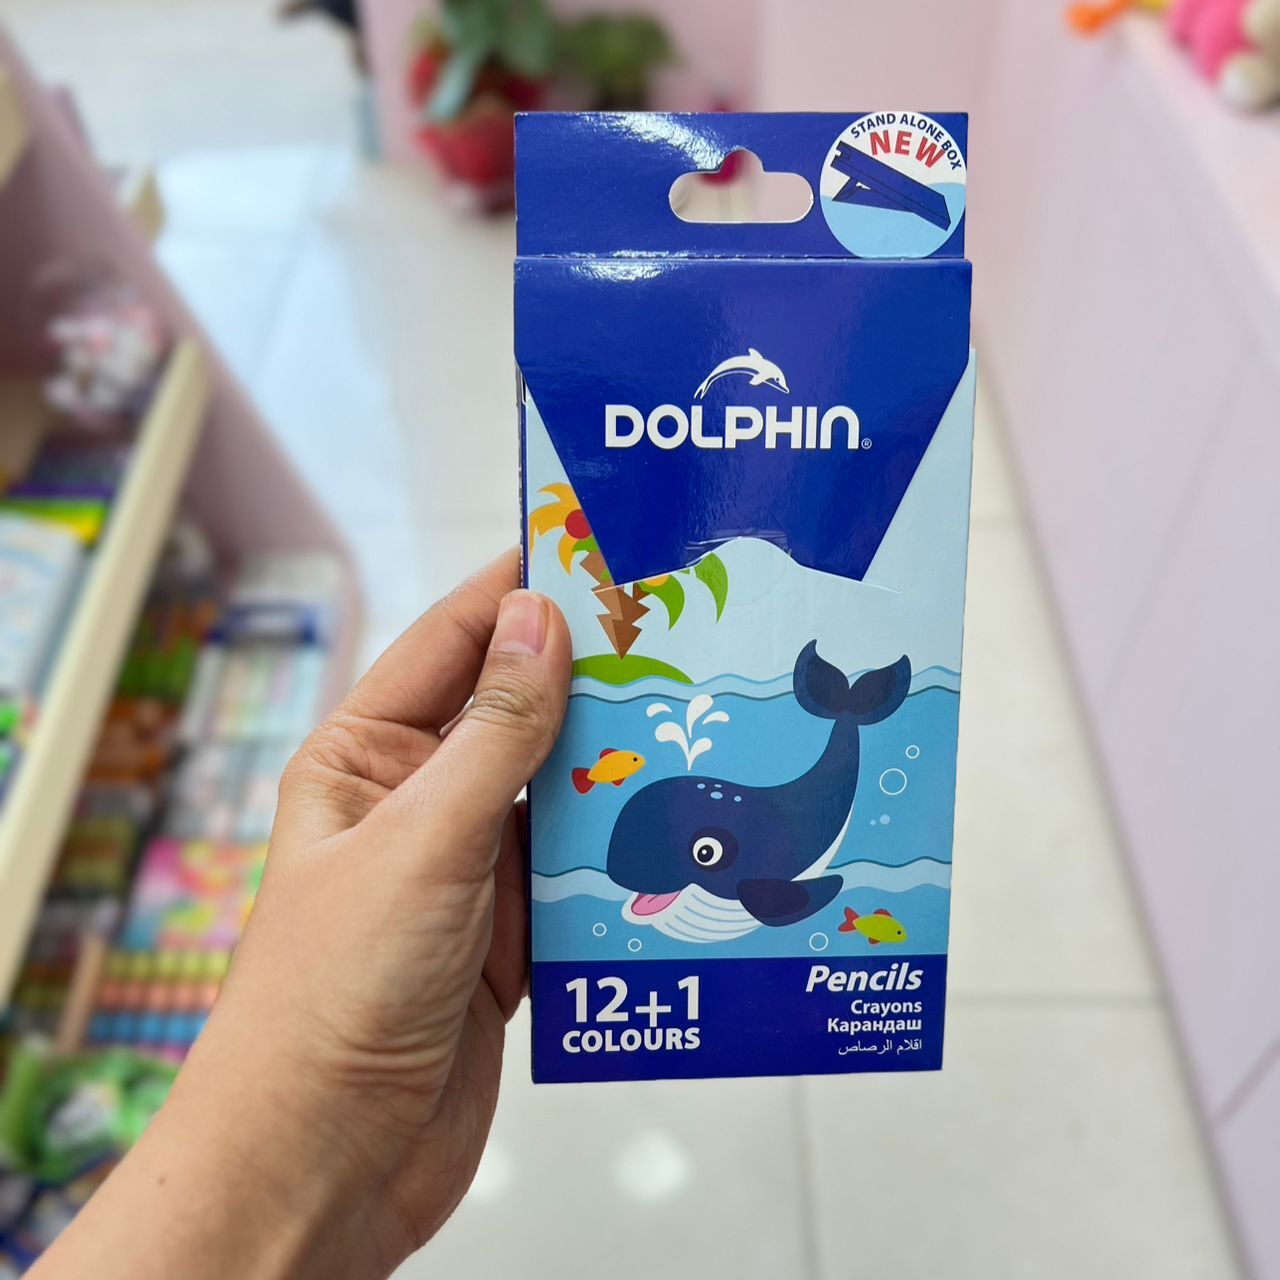 STAND ALONE BOX
NEW
DOLPHIN®
12+1
COLOURS
Pencils
Crayons
Карандаш
اقلام الرصاص